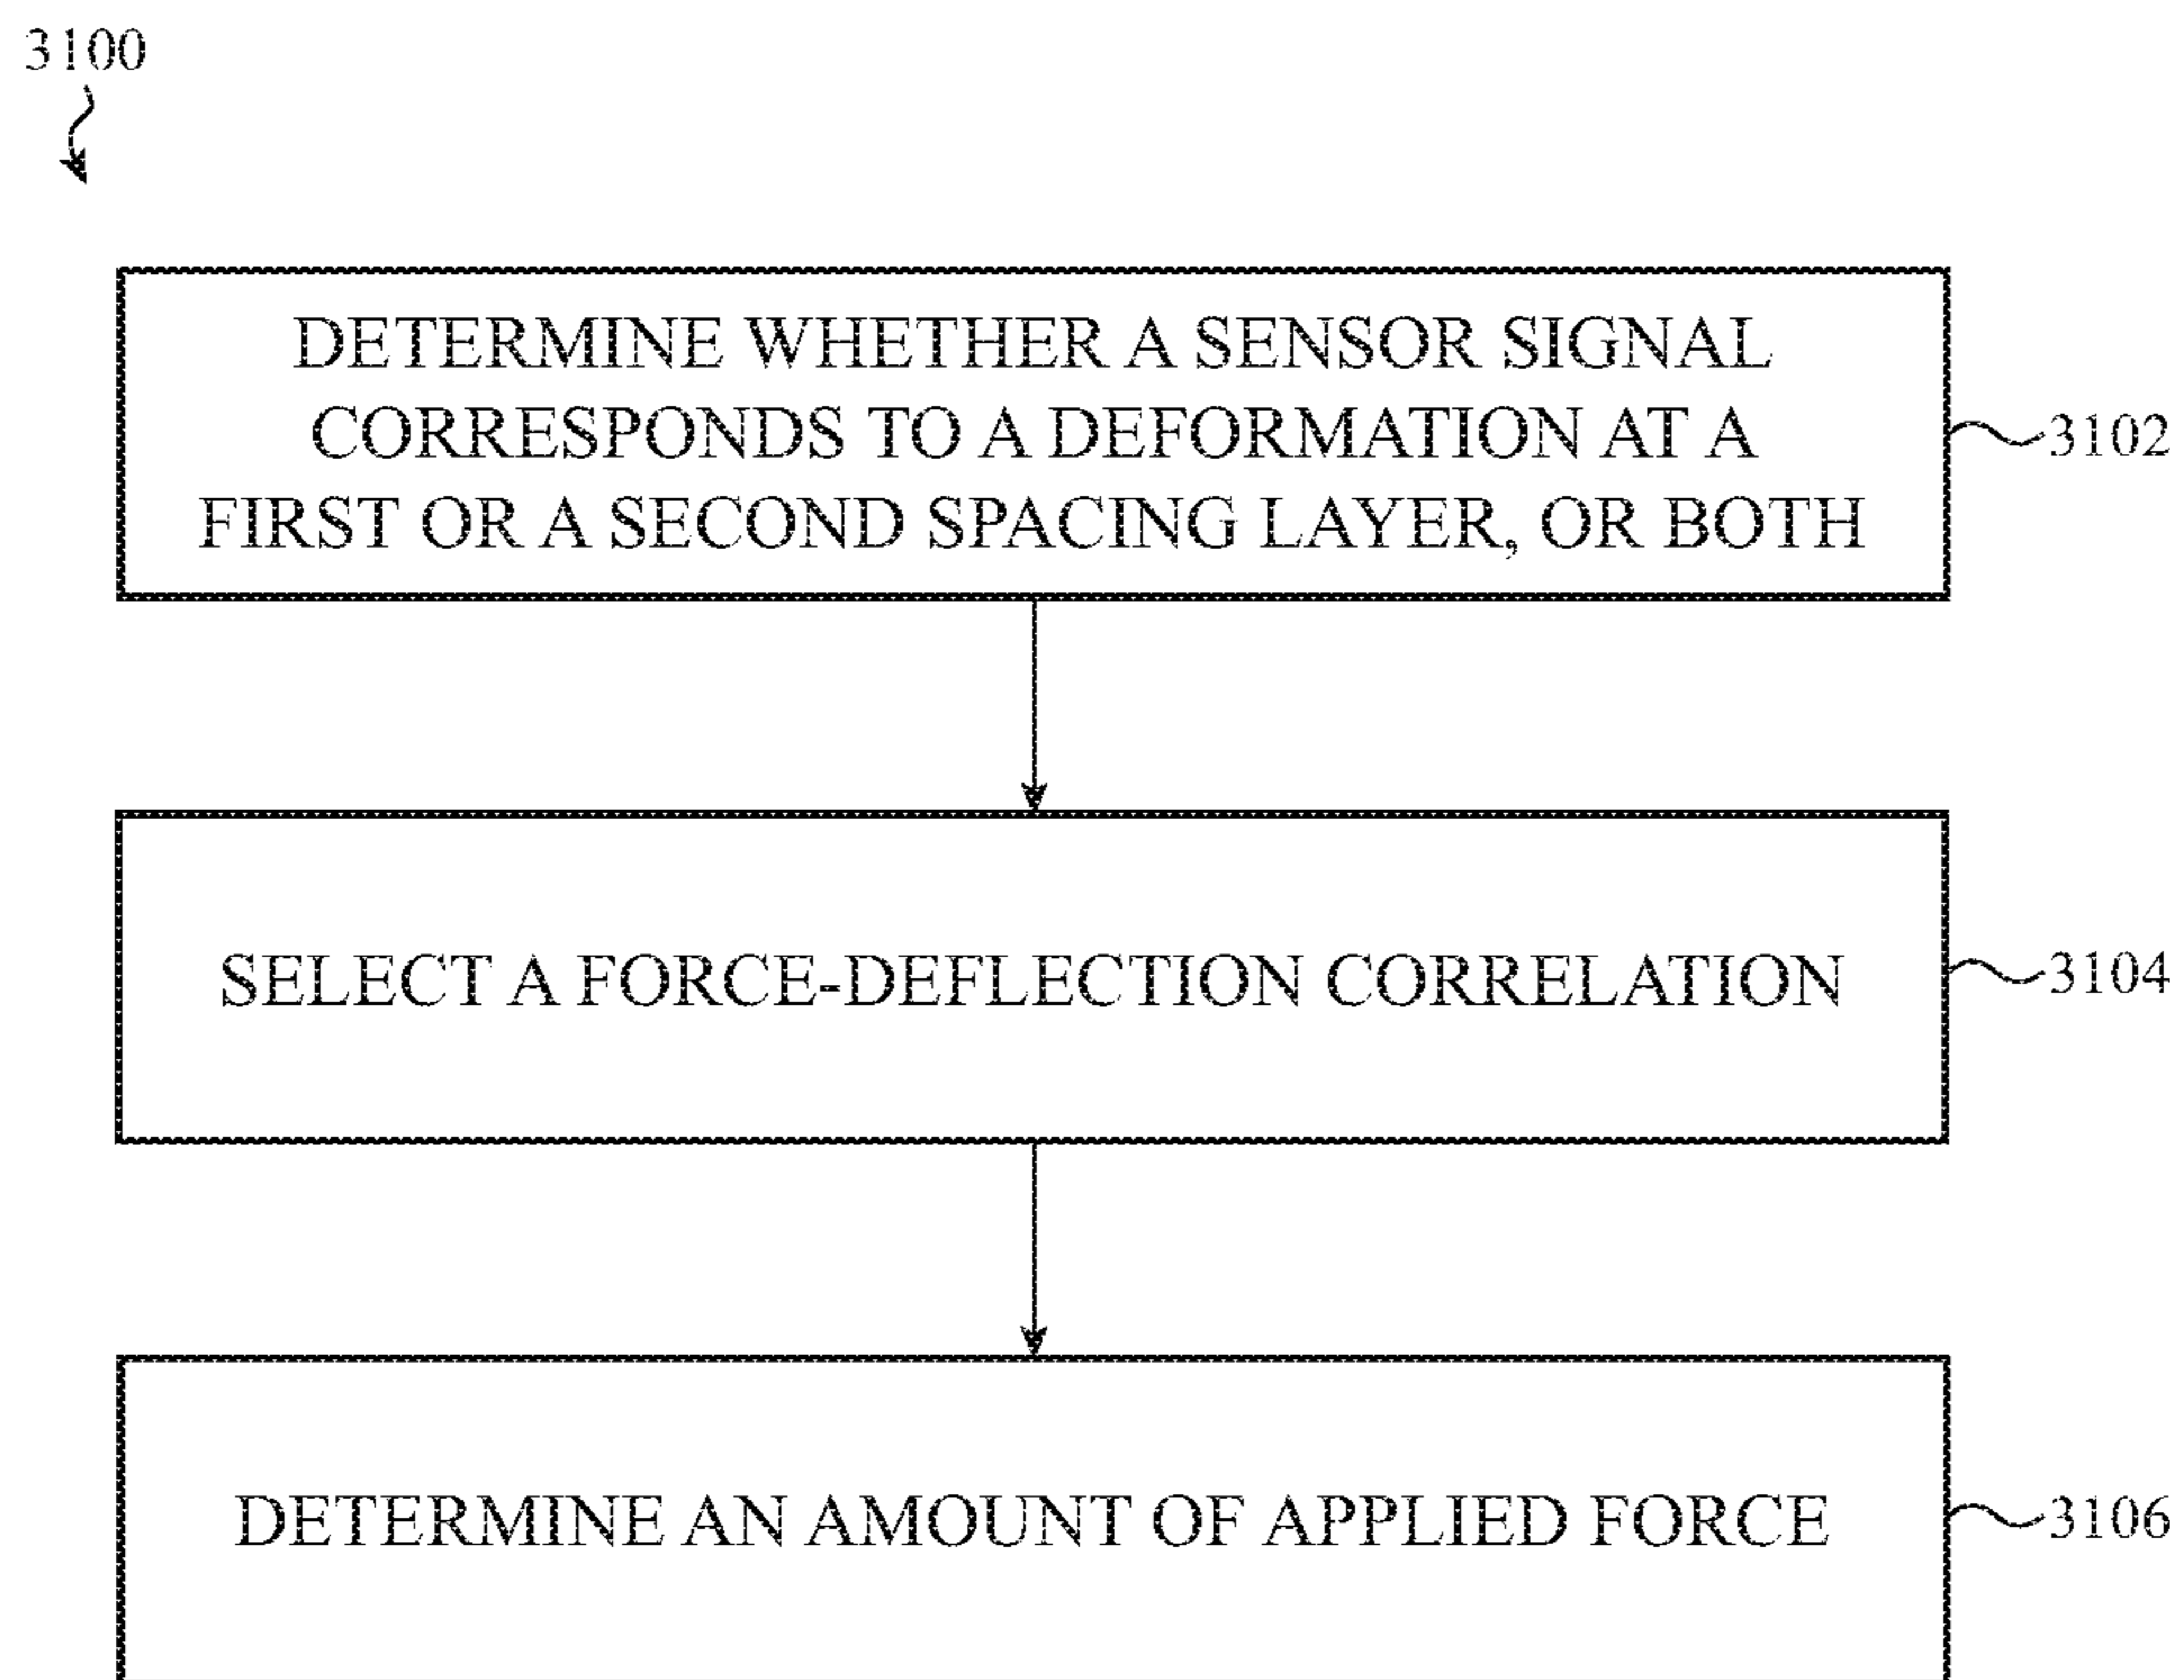 3100
DETERMINE WHETHER A SENSOR SIGNAL
CORRESPONDS TO A DEFORMATION AT A
FIRST OR A SECOND SPACING LAYER, OR BOTH
3102
SELECT A FORCE-DEFLECTION CORRELATION
3104
DETERMINE AN AMOUNT OF APPLIED FORCE
3106